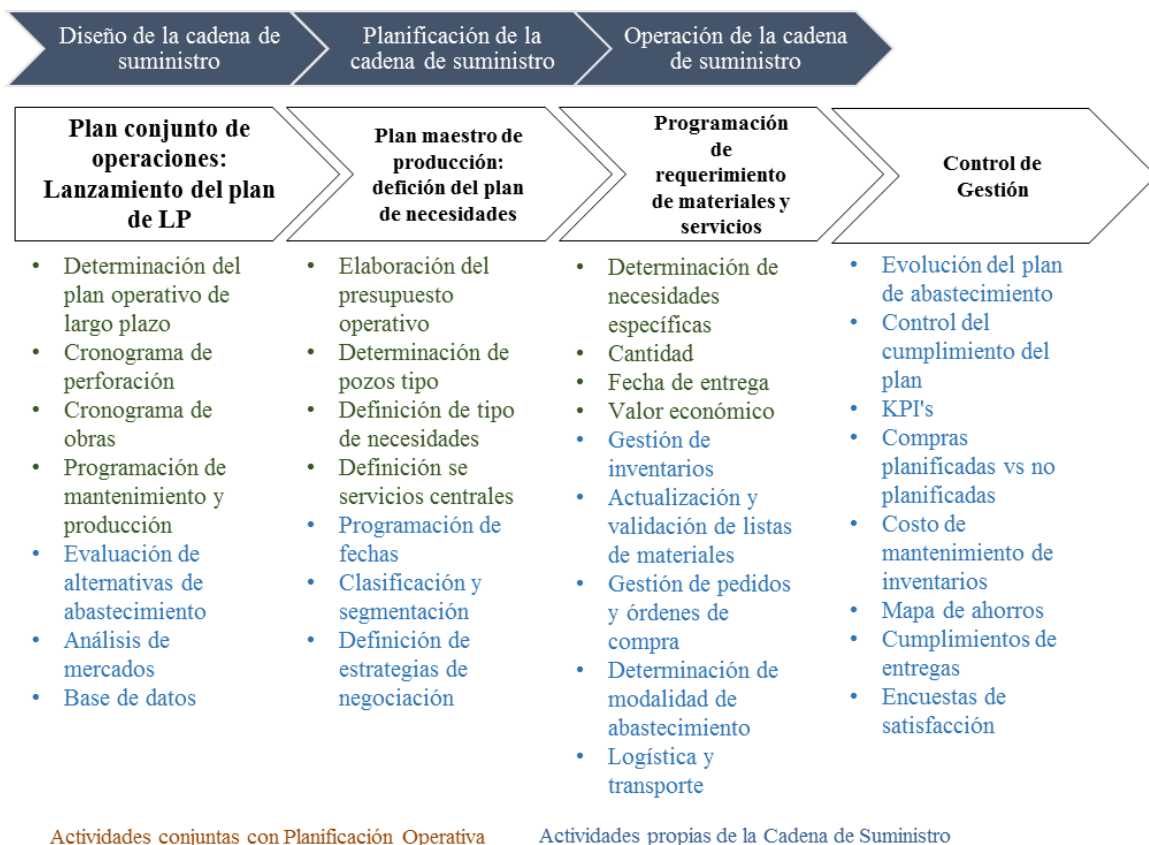 Diseño de la cadena de
suministro
Planificación de la
cadena de suministro
Operación de la cadena
de suministro
Plan conjunto de
operaciones:
Lanzamiento del plan
de LP
Plan maestro de
producción:
defición del plan
de necesidades
Programación
de
requerimiento
de materiales y
servicios
Control de
Gestión
• Determinación del
plan operativo de
largo plazo
• Cronograma de
perforación
• Cronograma de
obras
• Programación de
mantenimiento y
producción
• Evaluación de
alternativas de
abastecimiento
• Análisis de
mercados
• Base de datos
• Elaboración del
presupuesto
operativo
• Determinación de
pozos tipo
• Definición de tipo
de necesidades
• Definición se
servicios centrales
• Programación de
fechas
• Clasificación y
segmentación
• Definición de
estrategias de
negociación
• Determinación de
necesidades
específicas
• Cantidad
• Fecha de entrega
• Valor económico
• Gestión de
inventarios
• Actualización y
validación de listas
de materiales
• Gestión de pedidos
y órdenes de
compra
• Determinación de
modalidad de
abastecimiento
• Logística y
transporte
• Evolución del plan
de abastecimiento
• Control del
cumplimiento del
plan
• KPI's
• Compras
planificadas vs no
planificadas
• Costo de
mantenimiento de
inventarios
• Mapa de ahorros
• Cumplimientos de
entregas
• Encuestas de
satisfacción
Actividades conjuntas con Planificación Operativa
Actividades propias de la Cadena de Suministro